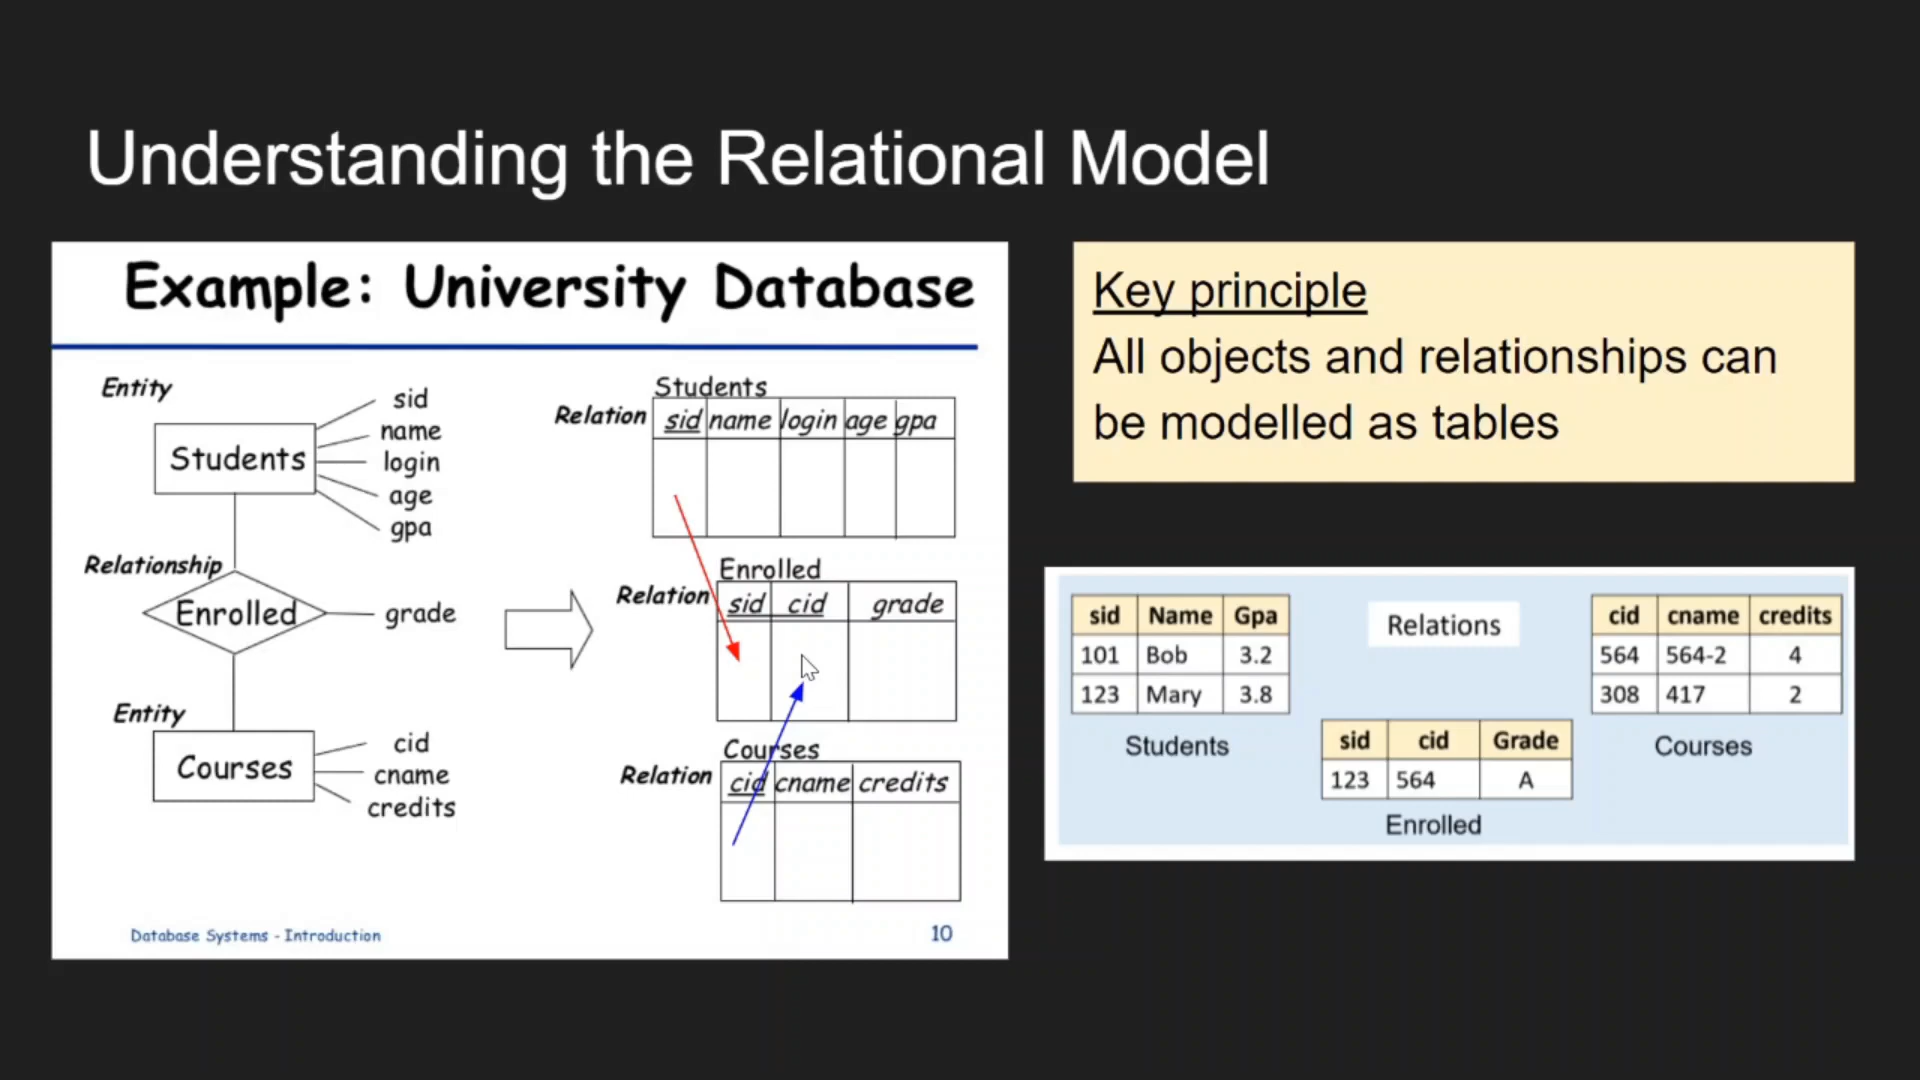 Understanding the Relational Model
Example: University Database
Entity
Students
sid
name
login
age
gpa
Relationship
Enrolled
grade
Entity
Courses
cid
cname
credits
Students
Relation
sid name login age gpa
Enrolled
Relation
sid cid grade
Courses
Relation
cid cname credits
Database Systems - Introduction
10
Key principle
All objects and relationships can
be modelled as tables
sid Name Gpa
101 Bob 3.2
123 Mary 3.8
Students
Relations
cid cname credits
564 564-2 4
308 417 2
Courses
sid cid Grade
123 564 A
Enrolled